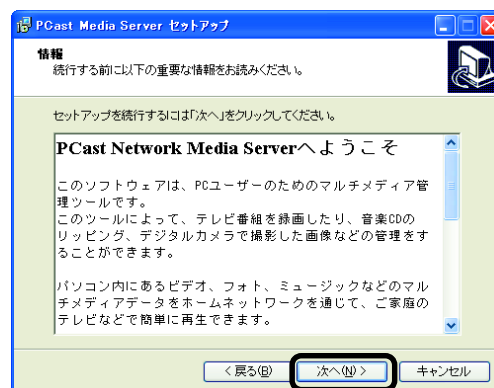 PCast Media Server セットアップ
情報
続行する前に以下の重要な情報をお読みください。
セットアップを続行するには「次へ」をクリックしてください。
PCast Network Media Serverへようこそ
このソフトウェアは、PCユーザーのためのマルチメディア管
理ツールです。
このツールによって、テレビ番組を録画したり、音楽CDの
リッピング、デジタルカメラで撮影した画像などの管理をす
ることができます。
パソコン内にあるビデオ、フォト、ミュージックなどのマル
チメディアデータをホームネットワークを通じて、ご家庭の
テレビなどで簡単に再生できます。
< 戻る(B)
次へ(N) >
キャンセル